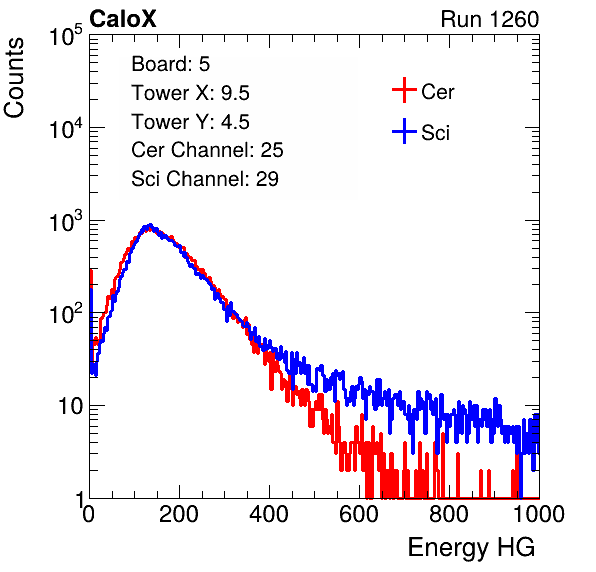 CaloX Run 1260
Counts
Board: 5
Tower X: 9.5
Tower Y: 4.5
Cer Channel: 25
Sci Channel: 29
Cer
Sci
10^5
10^4
10^3
10^2
10
1
0 200 400 600 800 1000
Energy HG